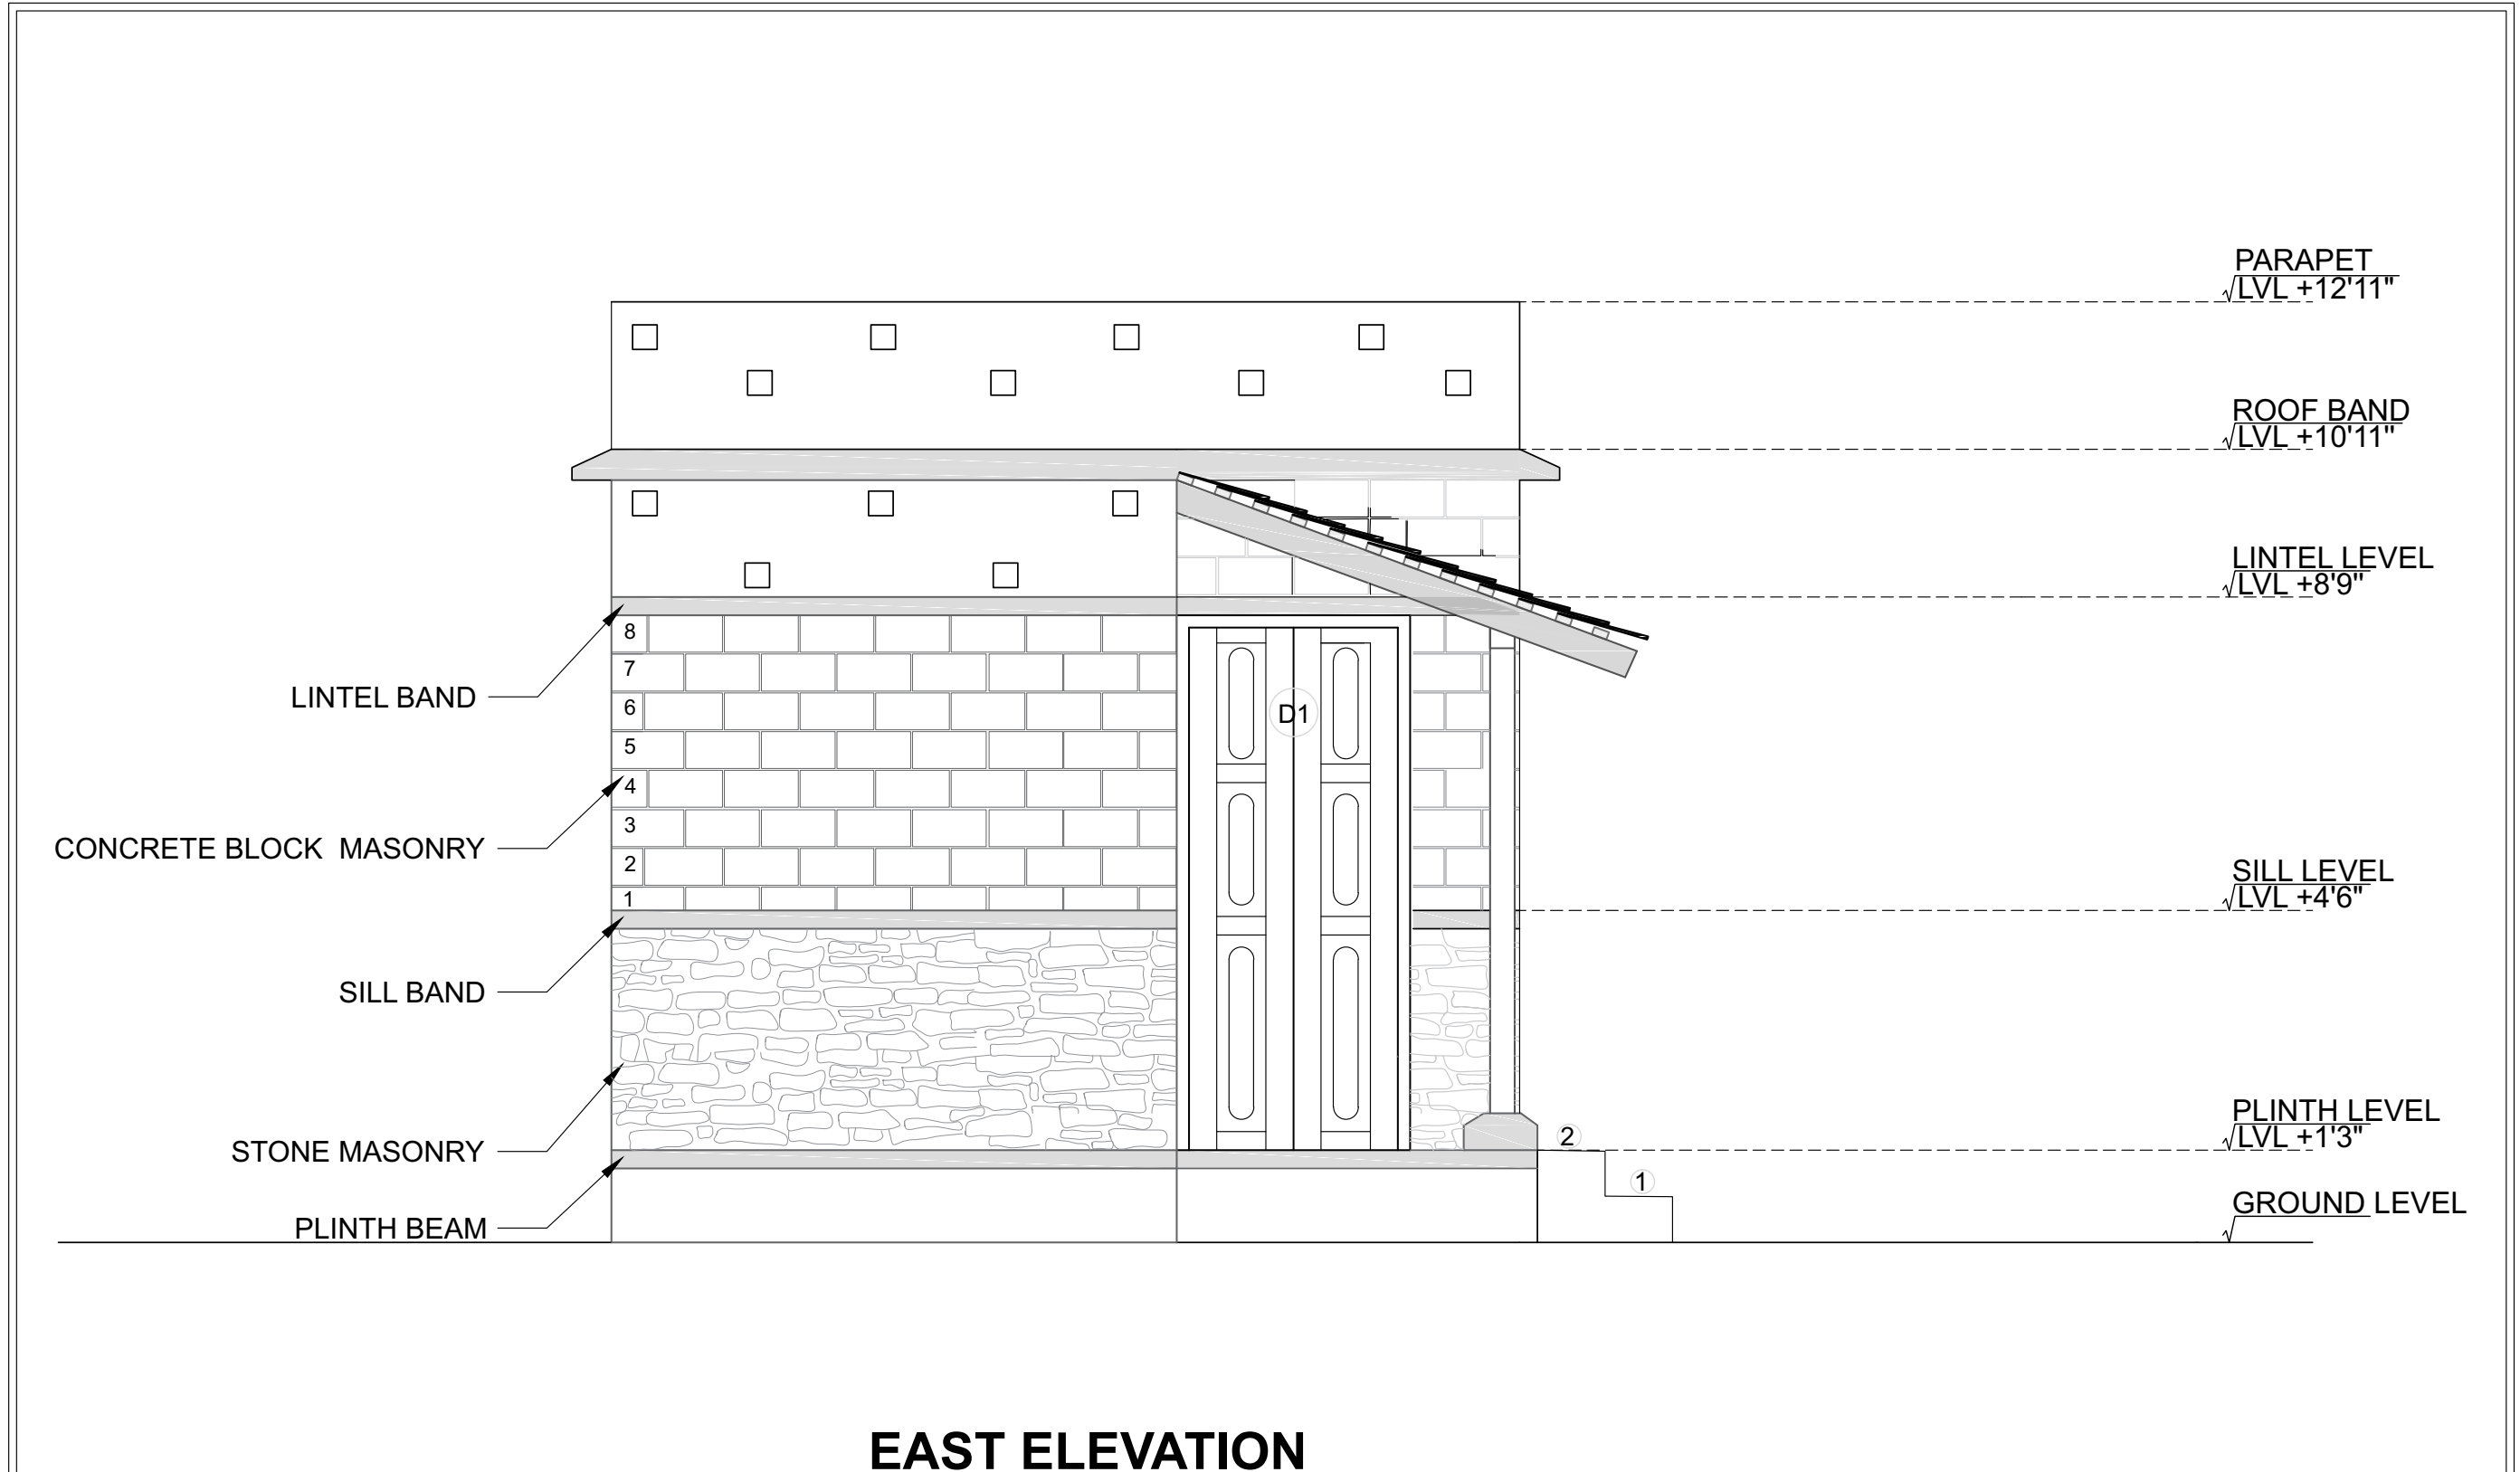 PARAPET
LVL +12'11"
ROOF BAND
LVL +10'11"
LINTEL LEVEL
LVL +8'9"
8
7
LINTEL BAND
6
D1
5
4
3
CONCRETE BLOCK MASONRY
2
1
SILL LEVEL
LVL +4'6"
SILL BAND
PLINTH LEVEL
LVL +1'3"
2
STONE MASONRY
1
GROUND LEVEL
PLINTH BEAM
EAST ELEVATION